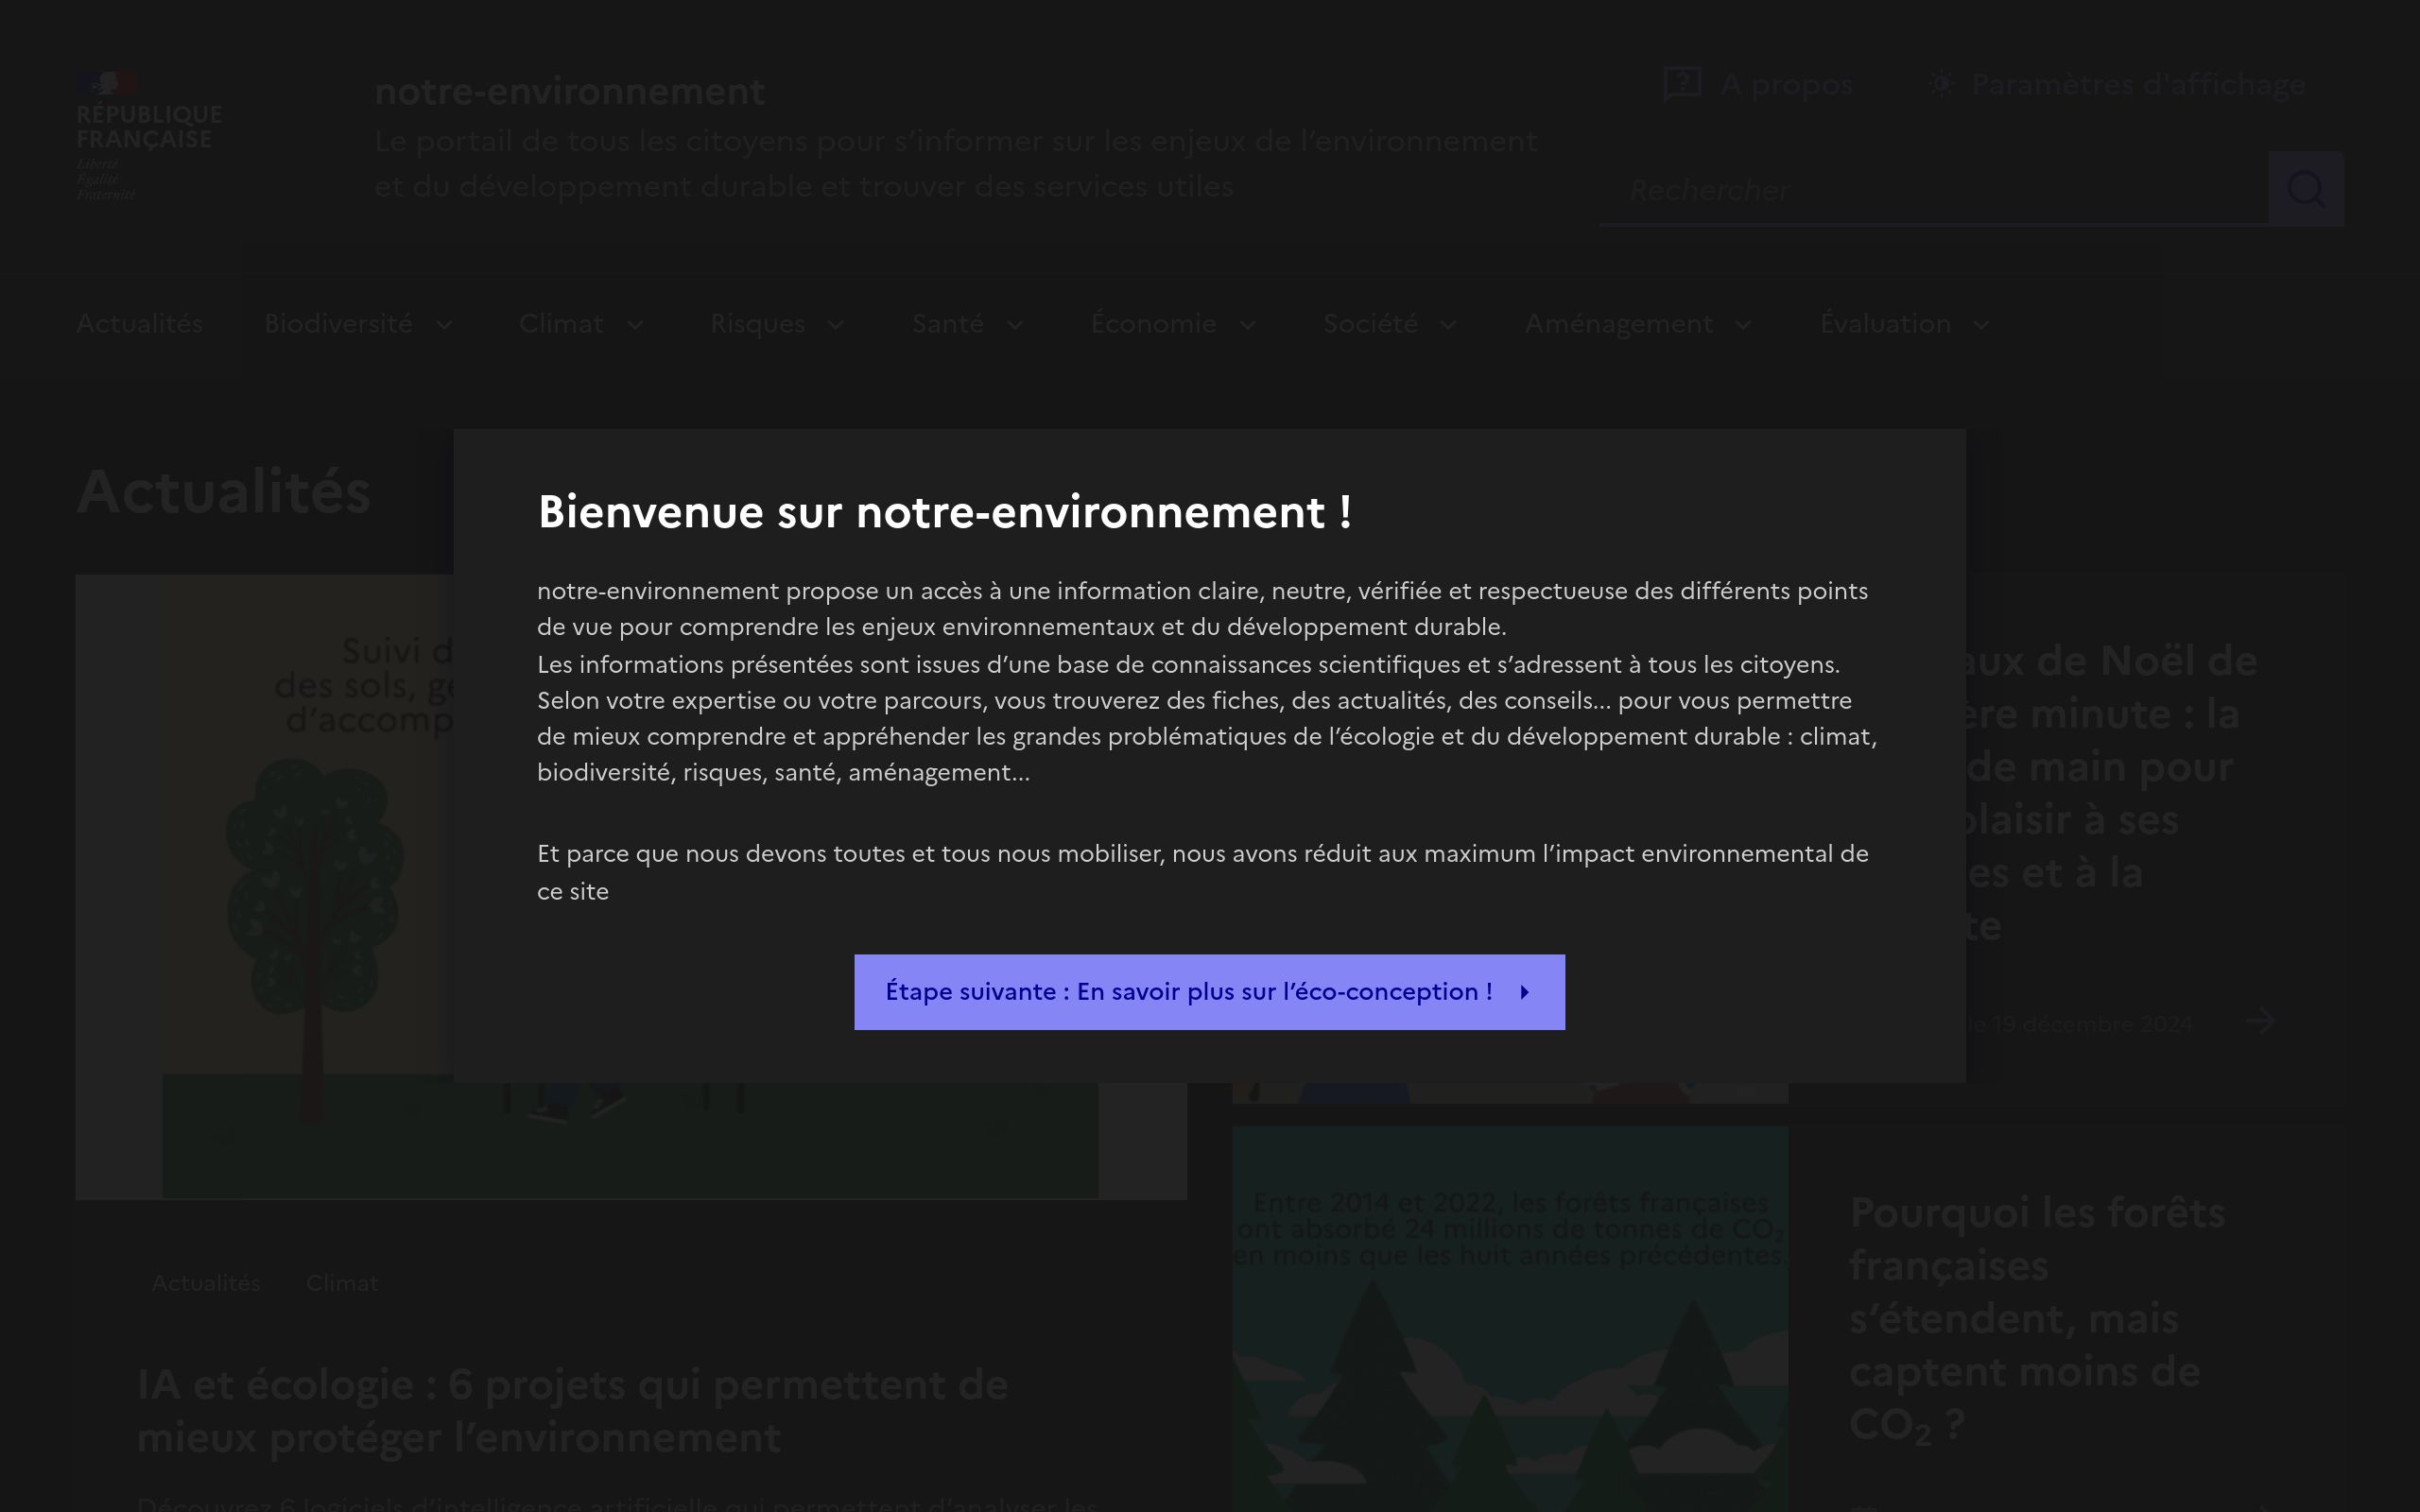 RÉPUBLIQUE
FRANÇAISE
Liberté
Égalité
Fraternité
notre-environnement
Le portail de tous les citoyens pour s’informer sur les enjeux de l’environnement
et du développement durable et trouver des services utiles
A propos
Paramètres d'affichage
Rechercher
Actualités
Biodiversité
Climat
Risques
Santé
Économie
Société
Aménagement
Évaluation
Actualités
Bienvenue sur notre-environnement !
notre-environnement propose un accès à une information claire, neutre, vérifiée et respectueuse des différents points
de vue pour comprendre les enjeux environnementaux et du développement durable.
Les informations présentées sont issues d’une base de connaissances scientifiques et s’adressent à tous les citoyens.
Selon votre expertise ou votre parcours, vous trouverez des fiches, des actualités, des conseils... pour vous permettre
de mieux comprendre et appréhender les grandes problématiques de l’écologie et du développement durable : climat,
biodiversité, risques, santé, aménagement...
Et parce que nous devons toutes et tous nous mobiliser, nous avons réduit aux maximum l’impact environnemental de
ce site
Étape suivante : En savoir plus sur l’éco-conception !
Suivi d
des sols, ge
d’accomp
aux de Noël de
ère minute : la
de main pour
plaisir à ses
es et à la
te
le 19 décembre 2024
Actualités
Climat
IA et écologie : 6 projets qui permettent de
mieux protéger l’environnement
Découvrez 6 logiciels d’intelligence artificielle qui permettent d’analyser les
Entre 2014 et 2022, les forêts françaises
ont absorbé 24 millions de tonnes de CO₂
en moins que les huit années précédentes.
Pourquoi les forêts
françaises
s’étendent, mais
captent moins de
CO₂ ?